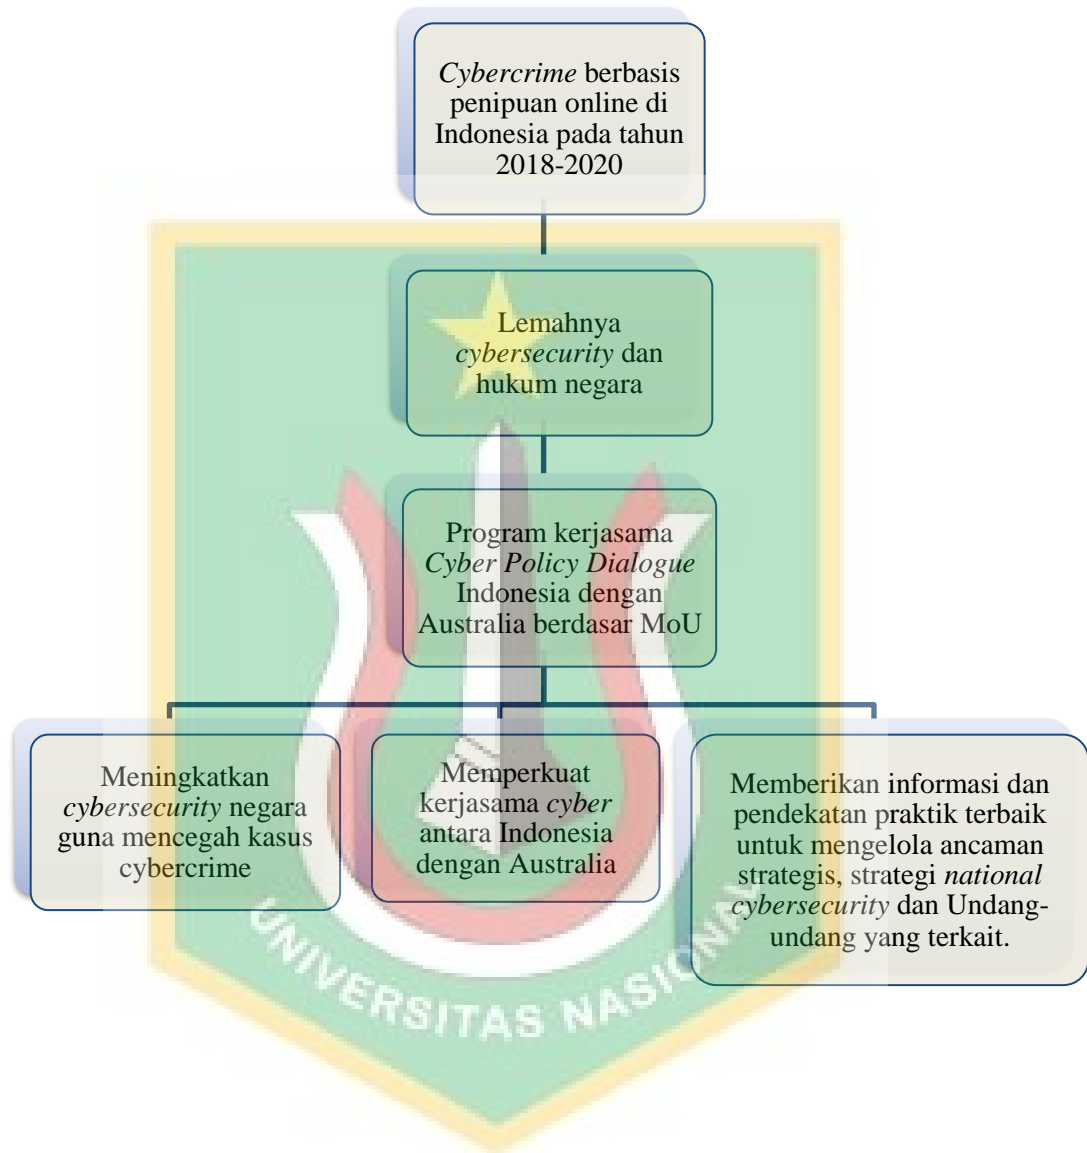 Cybercrime berbasis
penipuan online di
Indonesia pada tahun
2018-2020
Lemahnya
cybersecurity dan
hukum negara
Program kerjasama
Cyber Policy Dialogue
Indonesia dengan
Australia berdasar MoU
Meningkatkan
cybersecurity negara
guna mencegah kasus
cybercrime
Memperkuat
kerjasama cyber
antara Indonesia
dengan Australia
Memberikan informasi dan
pendekatan praktik terbaik
untuk mengelola ancaman
strategis, strategi national
cybersecurity dan Undang-
undang yang terkait.
UNIVERSITAS NASIONAL